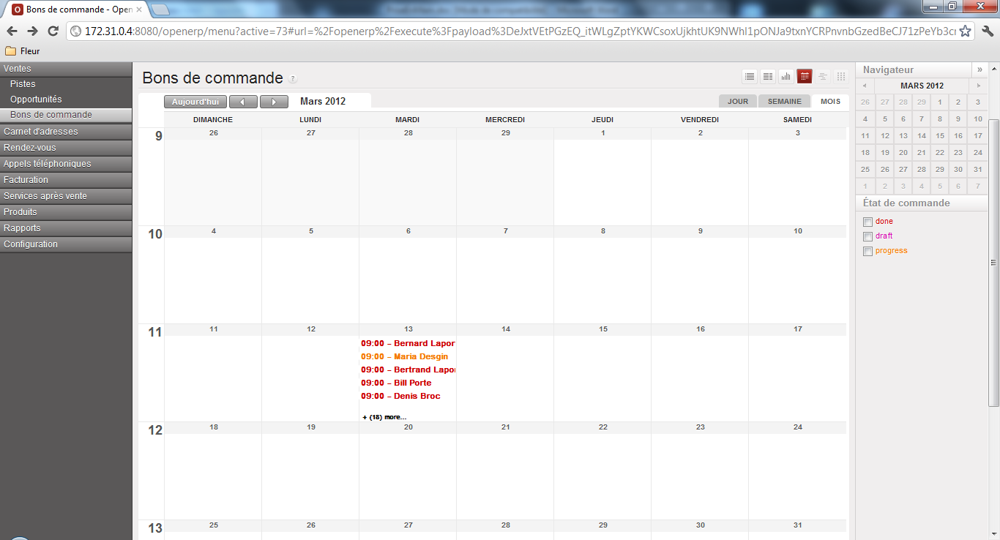 Bons de commande - Open
172.31.0.4:8080/openerp/menu?active=73#url=%2Fopenerp%2Fexecute%3Fpayload%3DeJxtVEtPGzEQ_itWLgZptYKWCsoxUjkhtUK9NWhl1pONJa9txnYCRPnvnbGzedBeCJ71zPeYb3cr
Fleur
Ventes
Pistes
Opportunités
Bons de commande
Carnet d'adresses
Rendez-vous
Appels téléphoniques
Facturation
Services après vente
Produits
Rapports
Configuration
Bons de commande ?
Aujourd'hui Mars 2012 JOUR SEMAINE MOIS
DIMANCHE LUNDI MARDI MERCREDI JEUDI VENDREDI SAMEDI
9 26 27 28 29 1 2 3
10 4 5 6 7 8 9 10
11 11 12 13 14 15 16 17
09:00 – Bernard Lapor
09:00 – Maria Desgin
09:00 – Bertrand Lapor
09:00 – Bill Porte
09:00 – Denis Broc
+ (18) more...
12 18 19 20 21 22 23 24
13 25 26 27 28 29 30 31
Navigateur »
MARS 2012
26 27 28 29 1 2 3
4 5 6 7 8 9 10
11 12 13 14 15 16 17
18 19 20 21 22 23 24
25 26 27 28 29 30 31
1 2 3 4 5 6 7
État de commande
done
draft
progress